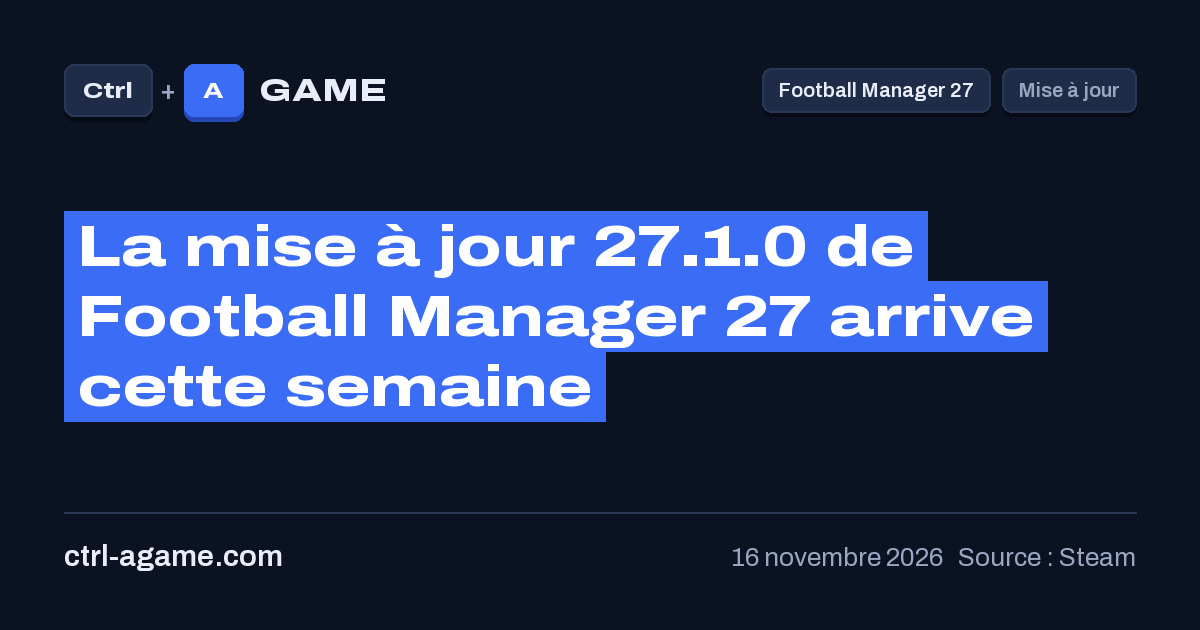 Ctrl + A GAME
Football Manager 27
Mise à jour
La mise à jour 27.1.0 de
Football Manager 27 arrive
cette semaine
ctrl-agame.com
16 novembre 2026 Source : Steam